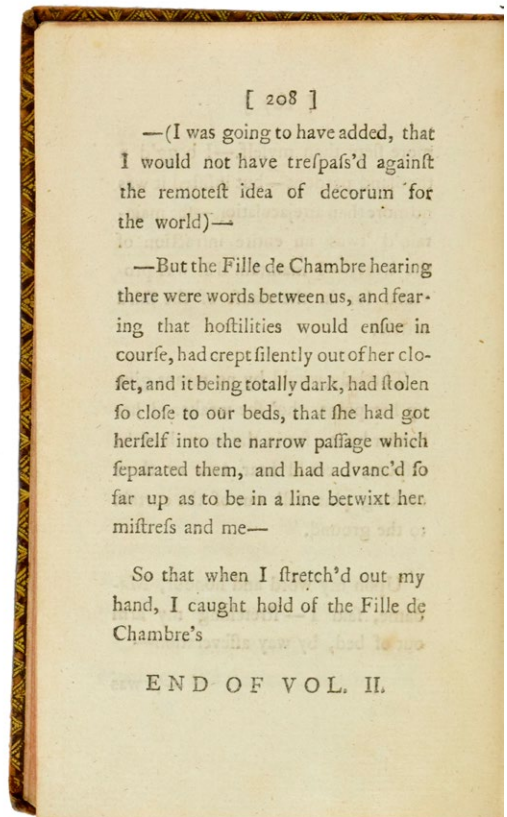 [ 208 ]
—(I was going to have added, that
I would not have treſpaſs'd againſt
the remoteſt idea of decorum for
the world)—
—But the Fille de Chambre hearing
there were words between us, and fear-
ing that hoſtilities would enſue in
courſe, had crept ſilently out of her clo-
ſet, and it being totally dark, had ſtolen
ſo cloſe to our beds, that ſhe had got
herſelf into the narrow paſſage which
ſeparated them, and had advanc'd ſo
far up as to be in a line betwixt her
miſtreſs and me—
So that when I ſtretch'd out my
hand, I caught hold of the Fille de
Chambre's
END OF VOL. II.